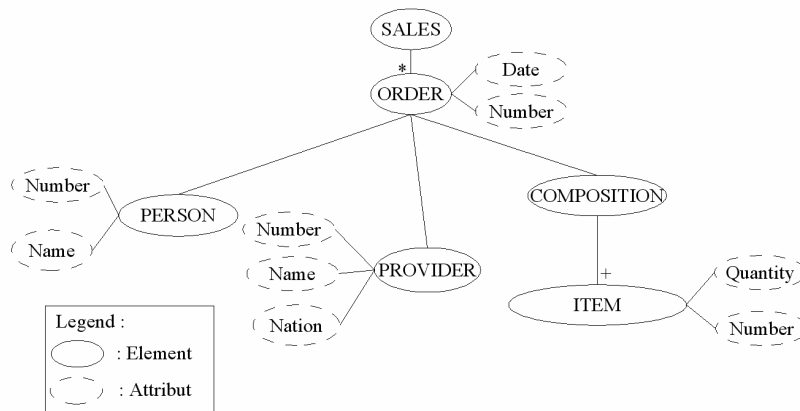 SALES
*
Date
ORDER
Number
Number
PERSON
Name
Number
Name
PROVIDER
Nation
COMPOSITION
+
Quantity
ITEM
Number
Legend :
: Element
: Attribut